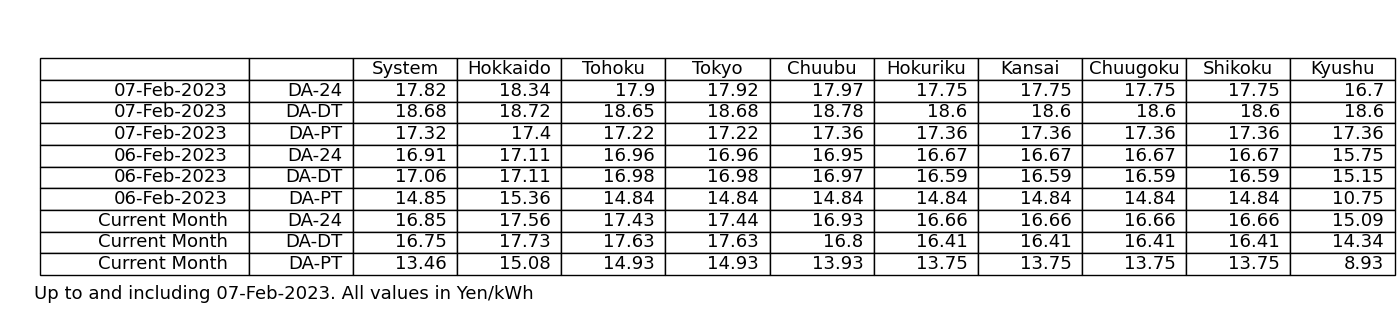 System Hokkaido Tohoku Tokyo Chuubu Hokuriku Kansai Chuugoku Shikoku Kyushu
07-Feb-2023 DA-24 17.82 18.34 17.9 17.92 17.97 17.75 17.75 17.75 17.75 16.7
07-Feb-2023 DA-DT 18.68 18.72 18.65 18.68 18.78 18.6 18.6 18.6 18.6 18.6
07-Feb-2023 DA-PT 17.32 17.4 17.22 17.22 17.36 17.36 17.36 17.36 17.36 17.36
06-Feb-2023 DA-24 16.91 17.11 16.96 16.96 16.95 16.67 16.67 16.67 16.67 15.75
06-Feb-2023 DA-DT 17.06 17.11 16.98 16.98 16.97 16.59 16.59 16.59 16.59 15.15
06-Feb-2023 DA-PT 14.85 15.36 14.84 14.84 14.84 14.84 14.84 14.84 14.84 10.75
Current Month DA-24 16.85 17.56 17.43 17.44 16.93 16.66 16.66 16.66 16.66 15.09
Current Month DA-DT 16.75 17.73 17.63 17.63 16.8 16.41 16.41 16.41 16.41 14.34
Current Month DA-PT 13.46 15.08 14.93 14.93 13.93 13.75 13.75 13.75 13.75 8.93
Up to and including 07-Feb-2023. All values in Yen/kWh